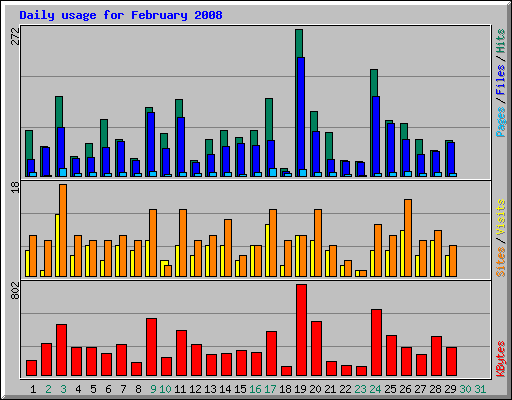 Daily usage for February 2008
272
Pages / Files / Hits
18
Sites / Visits
802
KBytes
1 2 3 4 5 6 7 8 9 10 11 12 13 14 15 16 17 18 19 20 21 22 23 24 25 26 27 28 29 30 31